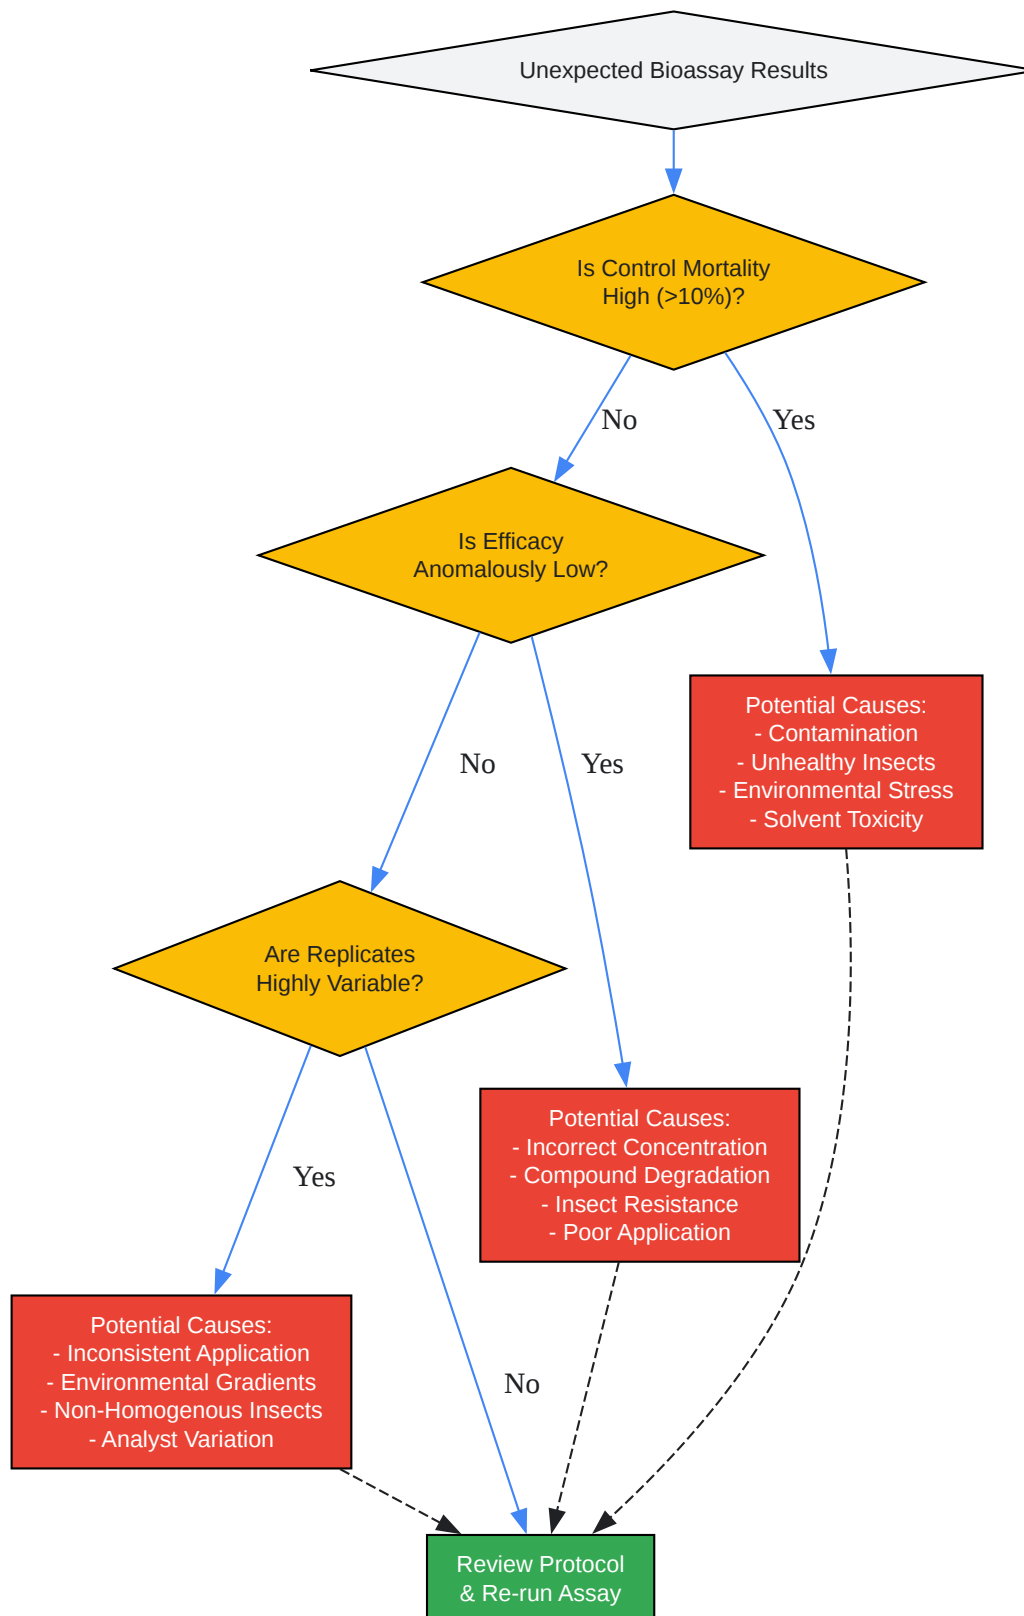 Unexpected Bioassay Results
Is Control Mortality
High (>10%)?
No
Yes
Is Efficacy
Anomalously Low?
Potential Causes:
- Contamination
- Unhealthy Insects
- Environmental Stress
- Solvent Toxicity
No
Yes
Are Replicates
Highly Variable?
Potential Causes:
- Incorrect Concentration
- Compound Degradation
- Insect Resistance
- Poor Application
Yes
No
Potential Causes:
- Inconsistent Application
- Environmental Gradients
- Non-Homogenous Insects
- Analyst Variation
Review Protocol
& Re-run Assay